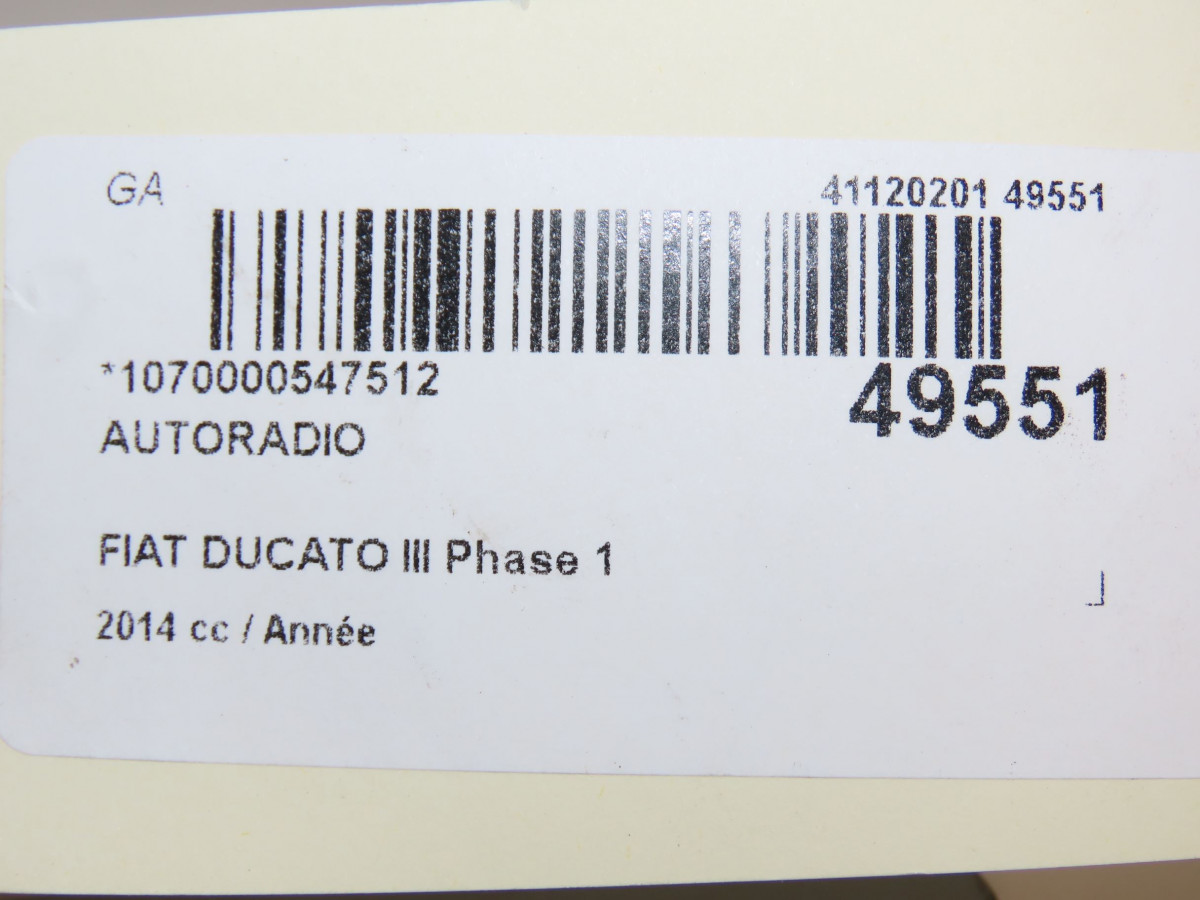 GA
41120201 49551
*1070000547512
49551
AUTORADIO
FIAT DUCATO III Phase 1
2014 cc / Année